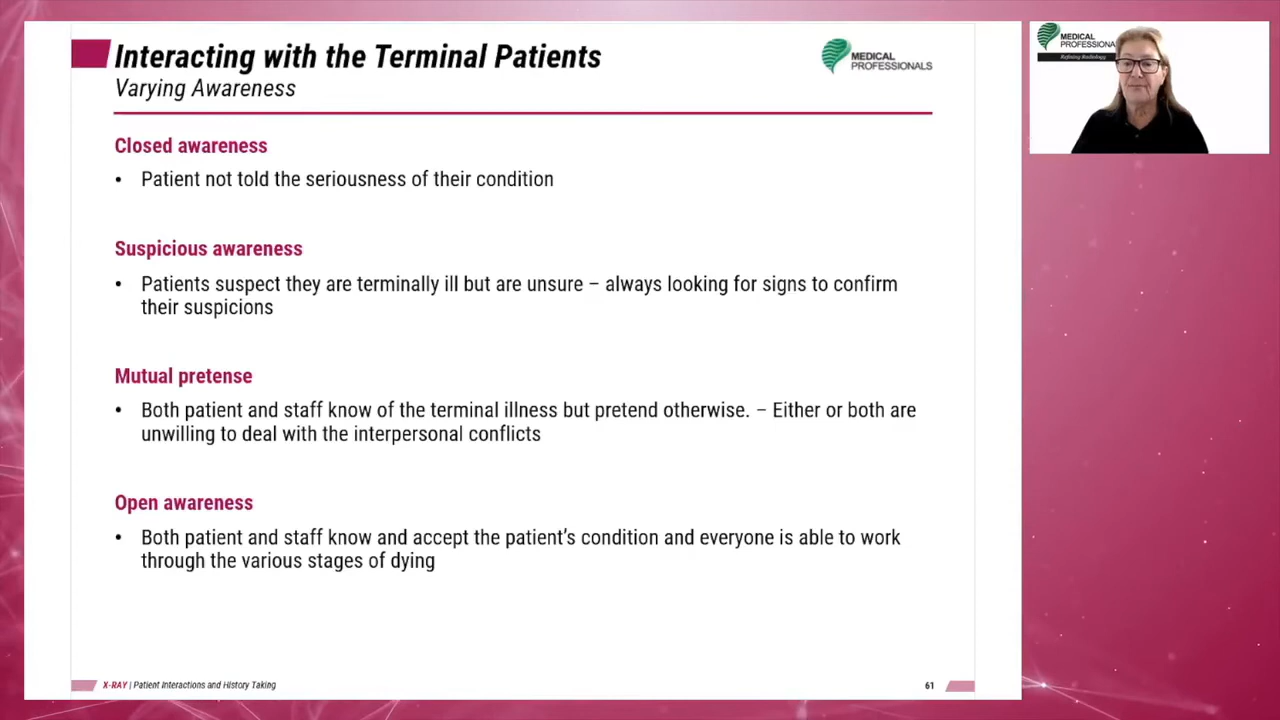 Interacting with the Terminal Patients
Varying Awareness
MEDICAL
PROFESSIONALS
Closed awareness
• Patient not told the seriousness of their condition
Suspicious awareness
• Patients suspect they are terminally ill but are unsure – always looking for signs to confirm
their suspicions
Mutual pretense
• Both patient and staff know of the terminal illness but pretend otherwise. – Either or both are
unwilling to deal with the interpersonal conflicts
Open awareness
• Both patient and staff know and accept the patient's condition and everyone is able to work
through the various stages of dying
X-RAY | Patient Interactions and History Taking
61
MEDICAL
PROFESSIONA
Refining Radiology